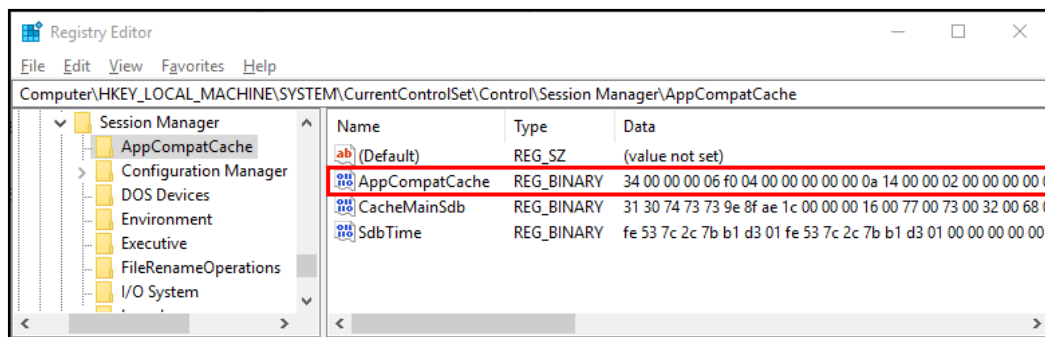 Registry Editor
File Edit View Favorites Help
Computer\HKEY_LOCAL_MACHINE\SYSTEM\CurrentControlSet\Control\Session Manager\AppCompatCache
Session Manager
AppCompatCache
Configuration Manager
DOS Devices
Environment
Executive
FileRenameOperations
I/O System
Name Type Data
(Default) REG_SZ (value not set)
AppCompatCache REG_BINARY 34 00 00 00 06 f0 04 00 00 00 00 00 0a 14 00 00 02 00 00 00 00
CacheMainSdb REG_BINARY 31 30 74 73 73 9e 8f ae 1c 00 00 00 16 00 77 00 73 00 32 00 68
SdbTime REG_BINARY fe 53 7c 2c 7b b1 d3 01 fe 53 7c 2c 7b b1 d3 01 00 00 00 00 00